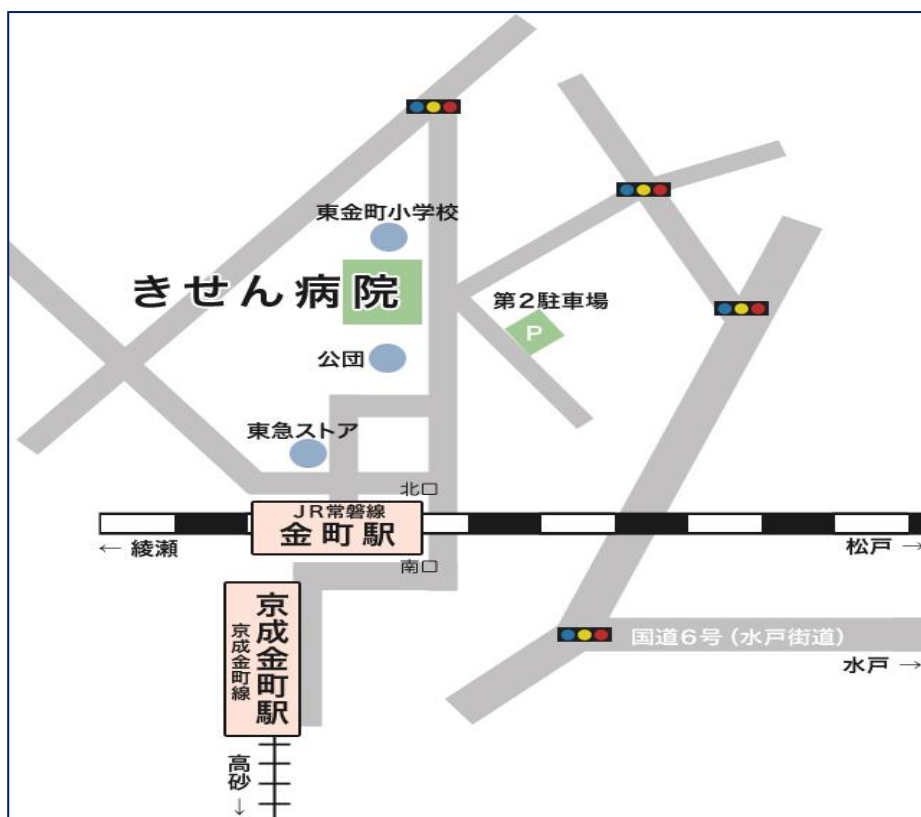 東金町小学校
きせん病院
第2駐車場
P
公団
東急ストア
北口
JR常磐線
金町駅
← 綾瀬
松戸 →
南口
京成金町駅
京成金町線
国道6号(水戸街道)
水戸 →
高砂
↓